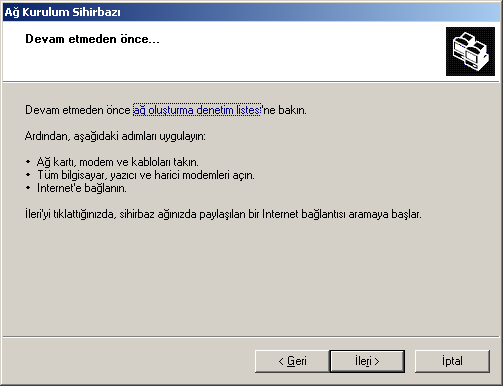 Ağ Kurulum Sihirbazı
Devam etmeden önce...
Devam etmeden önce ağ oluşturma denetim listesi'ne bakın.
Ardından, aşağıdaki adımları uygulayın:
• Ağ kartı, modem ve kabloları takın.
• Tüm bilgisayar, yazıcı ve harici modemleri açın.
• Internet'e bağlanın.
İleri'yi tıklattığınızda, sihirbaz ağınızda paylaşılan bir Internet bağlantısı aramaya başlar.
< Geri İleri > İptal